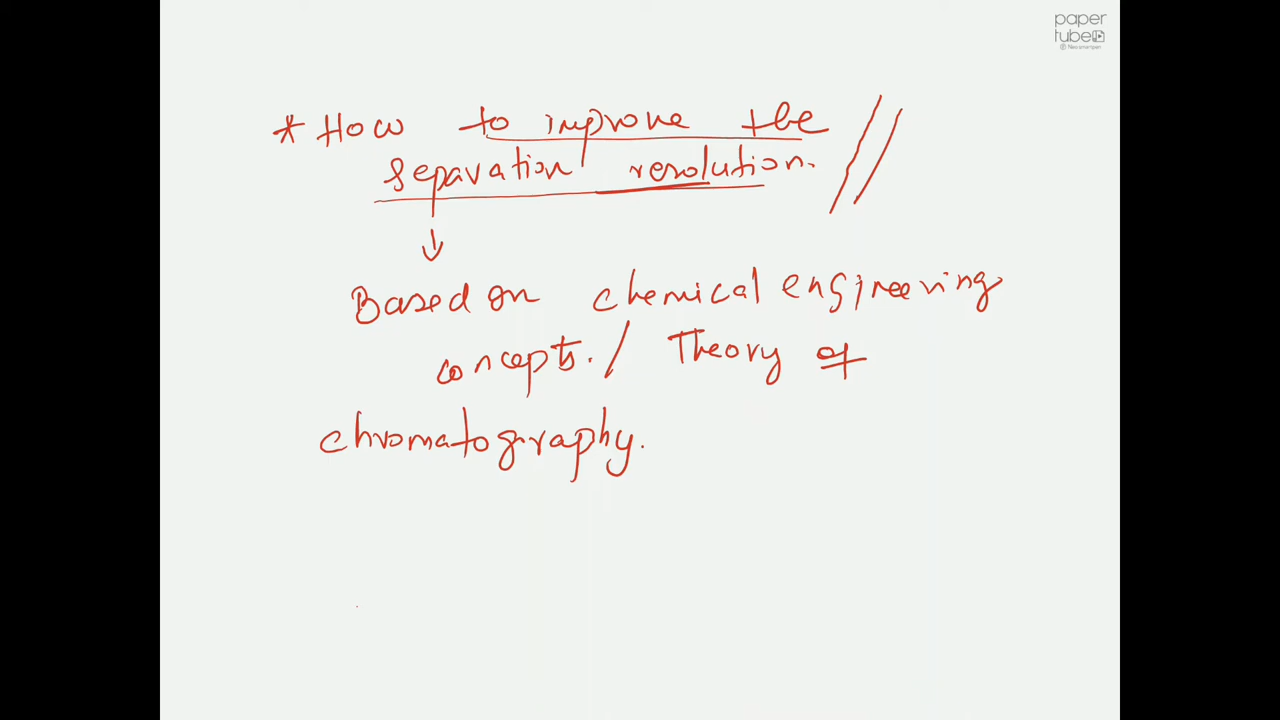 paper
tube
* How to improve the
separation resolution.
↓
Based on chemical engineering
concepts. / Theory of
chromatography.